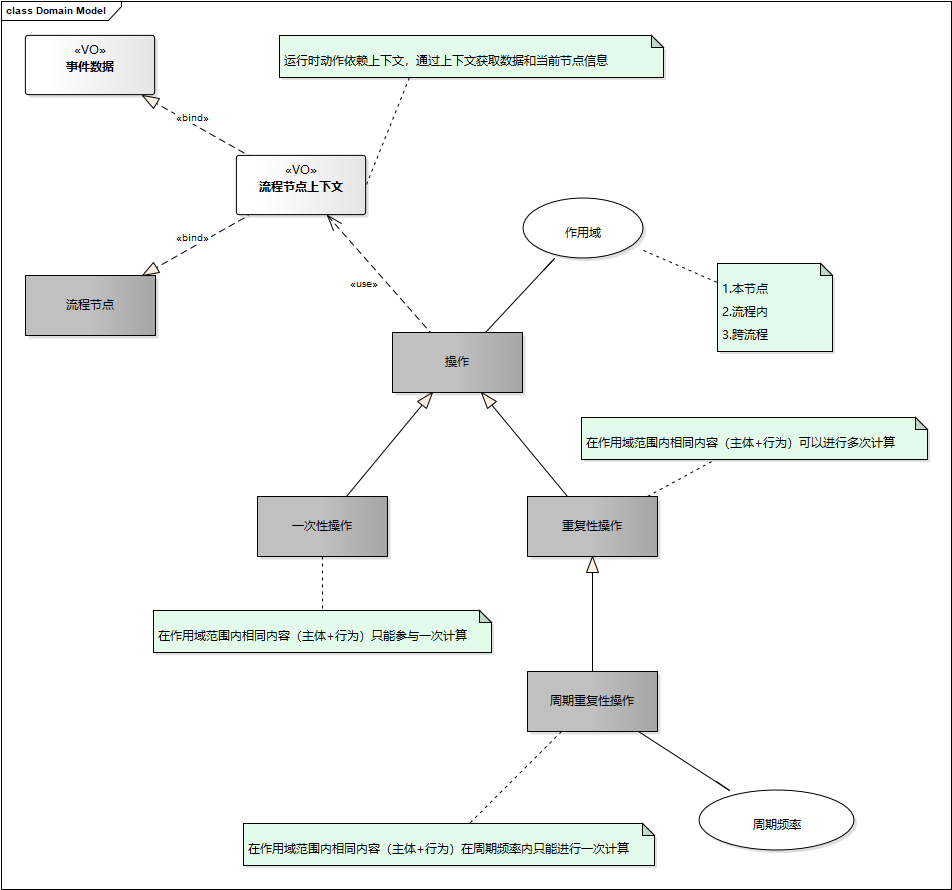 class Domain Model
«VO»
事件数据
运行时动作依赖上下文，通过上下文获取数据和当前节点信息
«bind»
«VO»
流程节点上下文
作用域
«bind»
«use»
1.本节点
2.流程内
3.跨流程
流程节点
操作
在作用域范围内相同内容（主体+行为）可以进行多次计算
一次性操作
重复性操作
在作用域范围内相同内容（主体+行为）只能参与一次计算
周期重复性操作
周期频率
在作用域范围内相同内容（主体+行为）在周期频率内只能进行一次计算